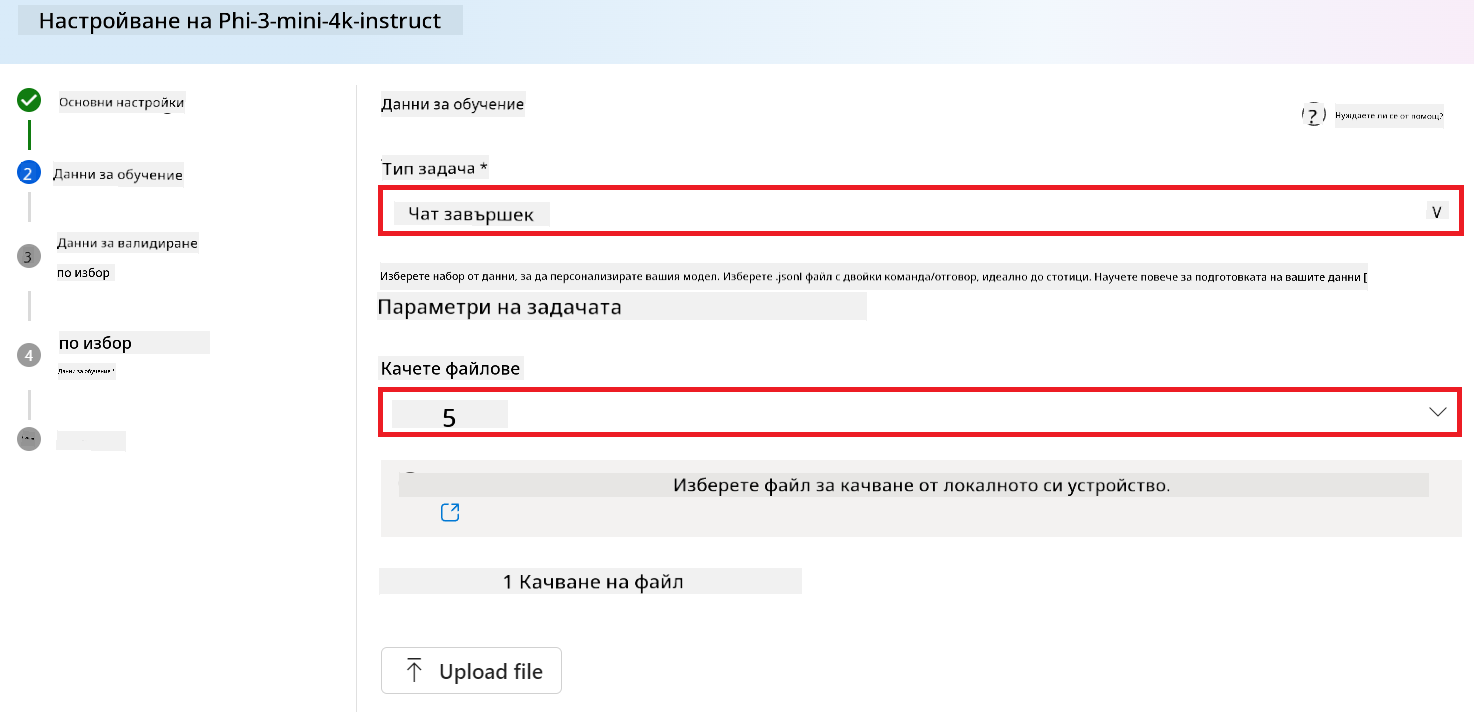 Настройване на Phi-3-mini-4k-instruct
Основни настройки
2
Данни за обучение
3
Данни за валидиране
по избор
4
по избор
Данни за обучение *
Данни за обучение
?
Нуждаете ли се от помощ?
Тип задача *
Чат завършек
V
Изберете набор от данни, за да персонализирате вашия модел. Изберете .jsonl файл с двойки команда/отговор, идеално до стотици. Научете повече за подготовката на вашите данни [
Параметри на задачата
Качете файлове
5
Изберете файл за качване от локалното си устройство.
1 Качване на файл
Upload file